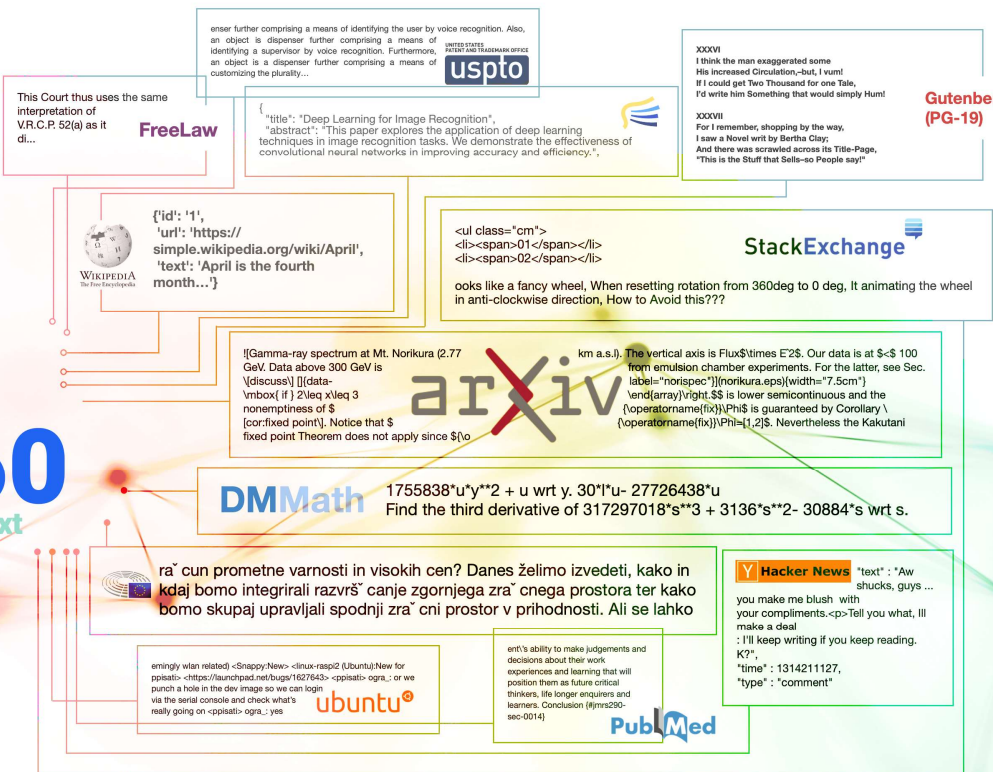 enser further comprising a means of identifying the user by voice recognition. Also,
an object is dispenser further comprising a means of
identifying a supervisor by voice recognition. Furthermore,
an object is a dispenser further comprising a means of
customizing the plurality…
UNITED STATES
PATENT AND TRADEMARK OFFICE
uspto
This Court thus uses the same
interpretation of
V.R.C.P. 52(a) as it
di...
FreeLaw
{
"title": "Deep Learning for Image Recognition",
"abstract": "This paper explores the application of deep learning
techniques in image recognition tasks. We demonstrate the effectiveness of
convolutional neural networks in improving accuracy and efficiency.",
XXXVI
I think the man exaggerated some
His increased Circulation,–but, I vum!
If I could get Two Thousand for one Tale,
I'd write him Something that would simply Hum!
XXXVII
For I remember, shopping by the way,
I saw a Novel writ by Bertha Clay;
And there was scrawled across its Title-Page,
"This is the Stuff that Sells–so People say!"
Gutenbe
(PG-19)
WIKIPEDIA
The Free Encyclopedia
{'id': '1',
'url': 'https://
simple.wikipedia.org/wiki/April',
'text': 'April is the fourth
month...'}
<ul class="cm">
<li><span>01</span></li>
<li><span>02</span></li>
StackExchange
ooks like a fancy wheel, When resetting rotation from 360deg to 0 deg, It animating the wheel
in anti-clockwise direction, How to Avoid this???
![Gamma-ray spectrum at Mt. Norikura (2.77
GeV. Data above 300 GeV is
\[discuss\] []{data-
\mbox{ if } 2\leq x\leq 3
nonemptiness of $
[cor:fixed point\]. Notice that $
fixed point Theorem does not apply since ${\o
arXiv
km a.s.l). The vertical axis is Flux$\times E^2$. Our data is at $<$ 100
from emulsion chamber experiments. For the latter, see Sec.
label="norispec")](norikura.eps){width="7.5cm"}
\end{array}\right.$$ is lower semicontinuous and the
{\operatorname{fix}}\Phi$ is guaranteed by Corollary \
{\operatorname{fix}}\Phi=[1,2]$. Nevertheless the Kakutani
60
xt
DMMath
1755838*u*y**2 + u wrt y. 30*l*u- 27726438*u
Find the third derivative of 317297018*s**3 + 3136*s**2- 30884*s wrt s.
raˇ cun prometne varnosti in visokih cen? Danes želimo izvedeti, kako in
kdaj bomo integrirali razvršˇ canje zgornjega zraˇ cnega prostora ter kako
bomo skupaj upravljali spodnji zraˇ cni prostor v prihodnosti. Ali se lahko
Y Hacker News
"text" : "Aw
shucks, guys ...
you make me blush with
your compliments.<p>Tell you what, Ill
make a deal
: I'll keep writing if you keep reading.
K?",
"time" : 1314211127,
"type" : "comment"
emingly wlan related) <Snappy:New> <linux-raspi2 (Ubuntu):New for
ppisati> <https://launchpad.net/bugs/1627643> <ppisati> ogra_: or we
punch a hole in the dev image so we can login
via the serial console and check what's
really going on <ppisati> ogra_: yes
ubuntu
ent\'s ability to make judgements and
decisions about their work
experiences and learning that will
position them as future critical
thinkers, life longer enquirers and
learners. Conclusion {#jmrs290-
sec-0014}
PubMed